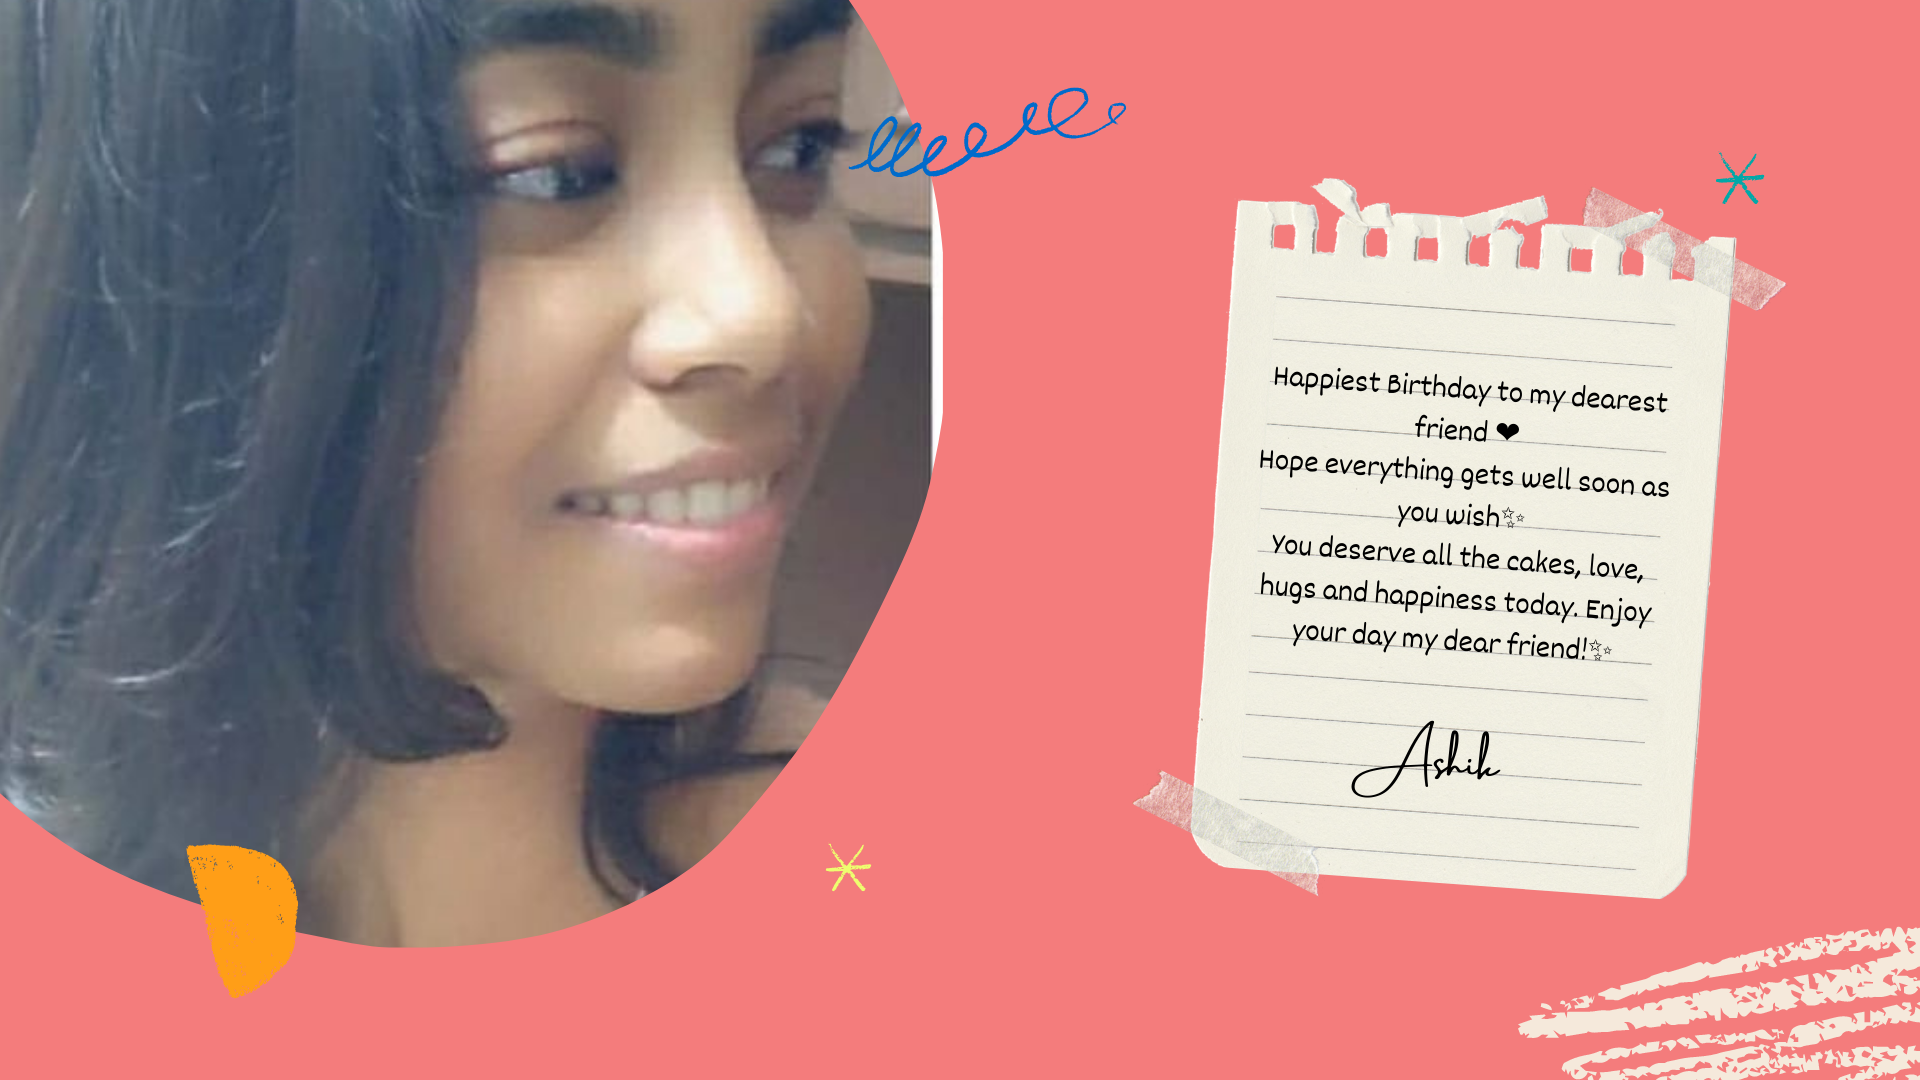 Happiest Birthday to my dearest
friend ❤
Hope everything gets well soon as
you wish✨
You deserve all the cakes, love,
hugs and happiness today. Enjoy
your day my dear friend!✨
Ashik